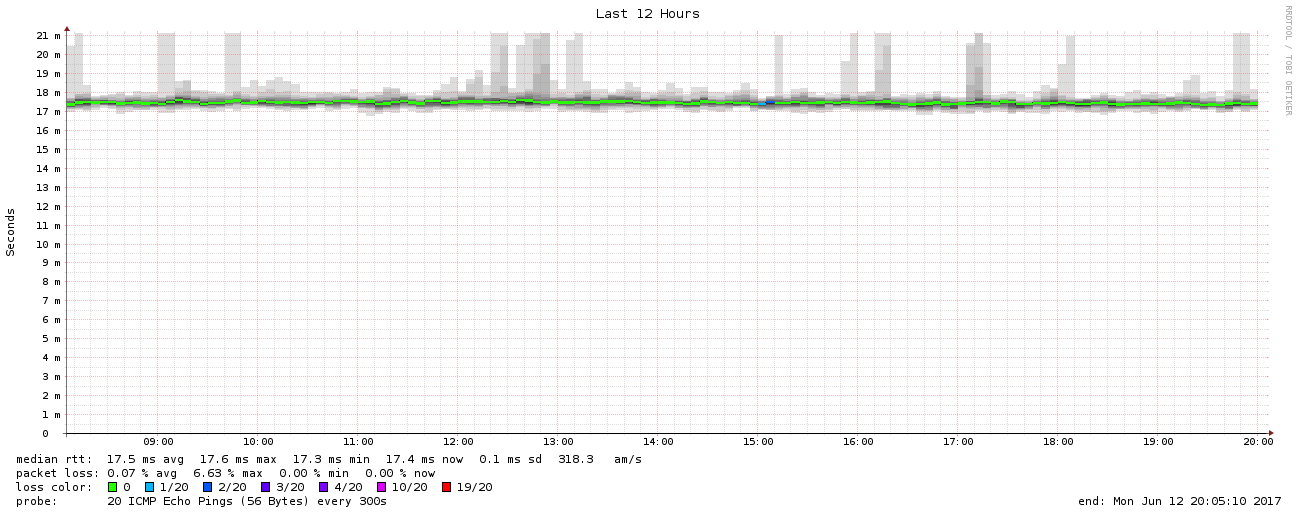 Last 12 Hours
RRDTOOL / TOBI OETIKER
Seconds
21 m
20 m
19 m
18 m
17 m
16 m
15 m
14 m
13 m
12 m
11 m
10 m
9 m
8 m
7 m
6 m
5 m
4 m
3 m
2 m
1 m
0
09:00 10:00 11:00 12:00 13:00 14:00 15:00 16:00 17:00 18:00 19:00 20:00
median rtt: 17.5 ms avg 17.6 ms max 17.3 ms min 17.4 ms now 0.1 ms sd 318.3 am/s
packet loss: 0.07 % avg 6.63 % max 0.00 % min 0.00 % now
loss color: 0 1/20 2/20 3/20 4/20 10/20 19/20
probe: 20 ICMP Echo Pings (56 Bytes) every 300s end: Mon Jun 12 20:05:10 2017